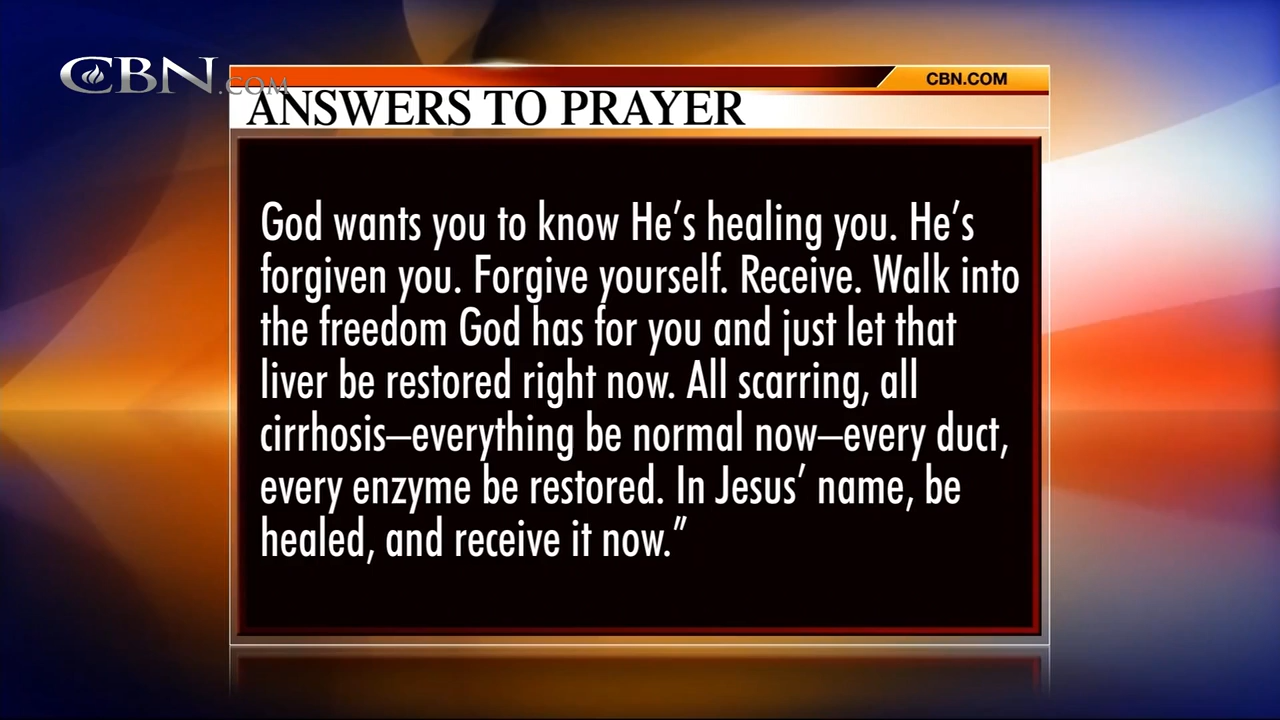 CBN.COM
CBN.COM
ANSWERS TO PRAYER
God wants you to know He’s healing you. He’s
forgiven you. Forgive yourself. Receive. Walk into
the freedom God has for you and just let that
liver be restored right now. All scarring, all
cirrhosis–everything be normal now–every duct,
every enzyme be restored. In Jesus’ name, be
healed, and receive it now.”